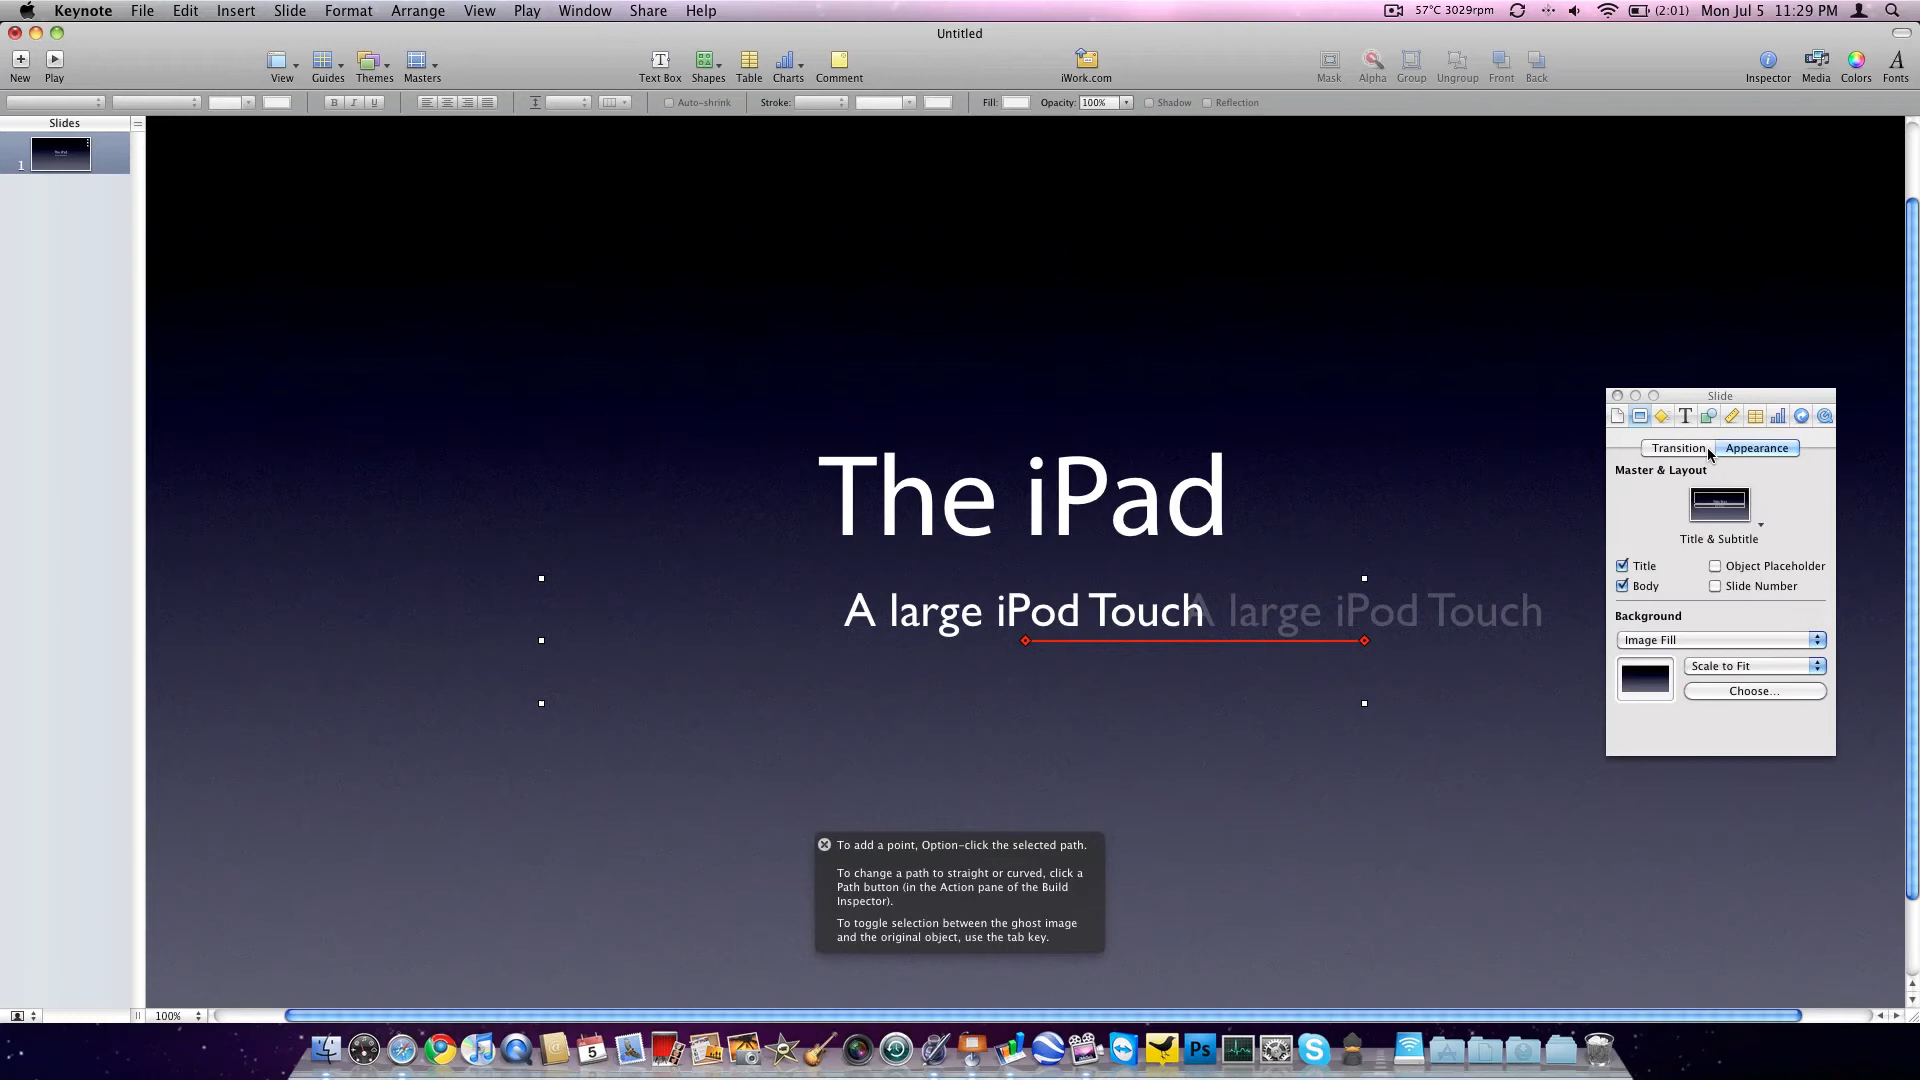 Keynote File Edit Insert Slide Format Arrange View Play Window Share Help 57°C 3029rpm (2:01) Mon Jul 5 11:29 PM
Untitled
New Play View Guides Themes Masters Text Box Shapes Table Charts Comment iWork.com Mask Alpha Group Ungroup Front Back Inspector Media Colors Fonts
B I U Auto-shrink Stroke: Fill: Opacity: 100% Shadow Reflection
Slides
1
The iPad
A large iPod Touch
A large iPod Touch
Slide
Transition Appearance
Master & Layout
Title & Subtitle
Title Object Placeholder
Body Slide Number
Background
Image Fill
Scale to Fit
Choose...
To add a point, Option-click the selected path.
To change a path to straight or curved, click a
Path button (in the Action pane of the Build
Inspector).
To toggle selection between the ghost image
and the original object, use the tab key.
100%
5
Ps